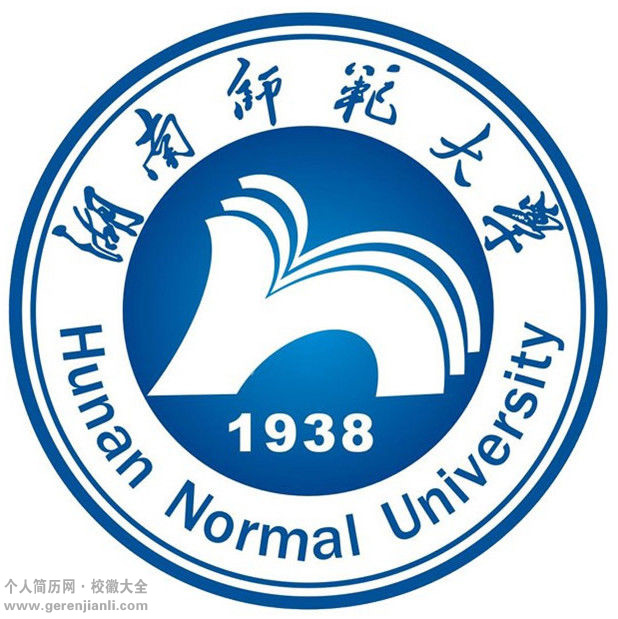 湖南师範大學
1938
Hunan Normal University
个人简历网·校徽大全
www.gerenjianli.com